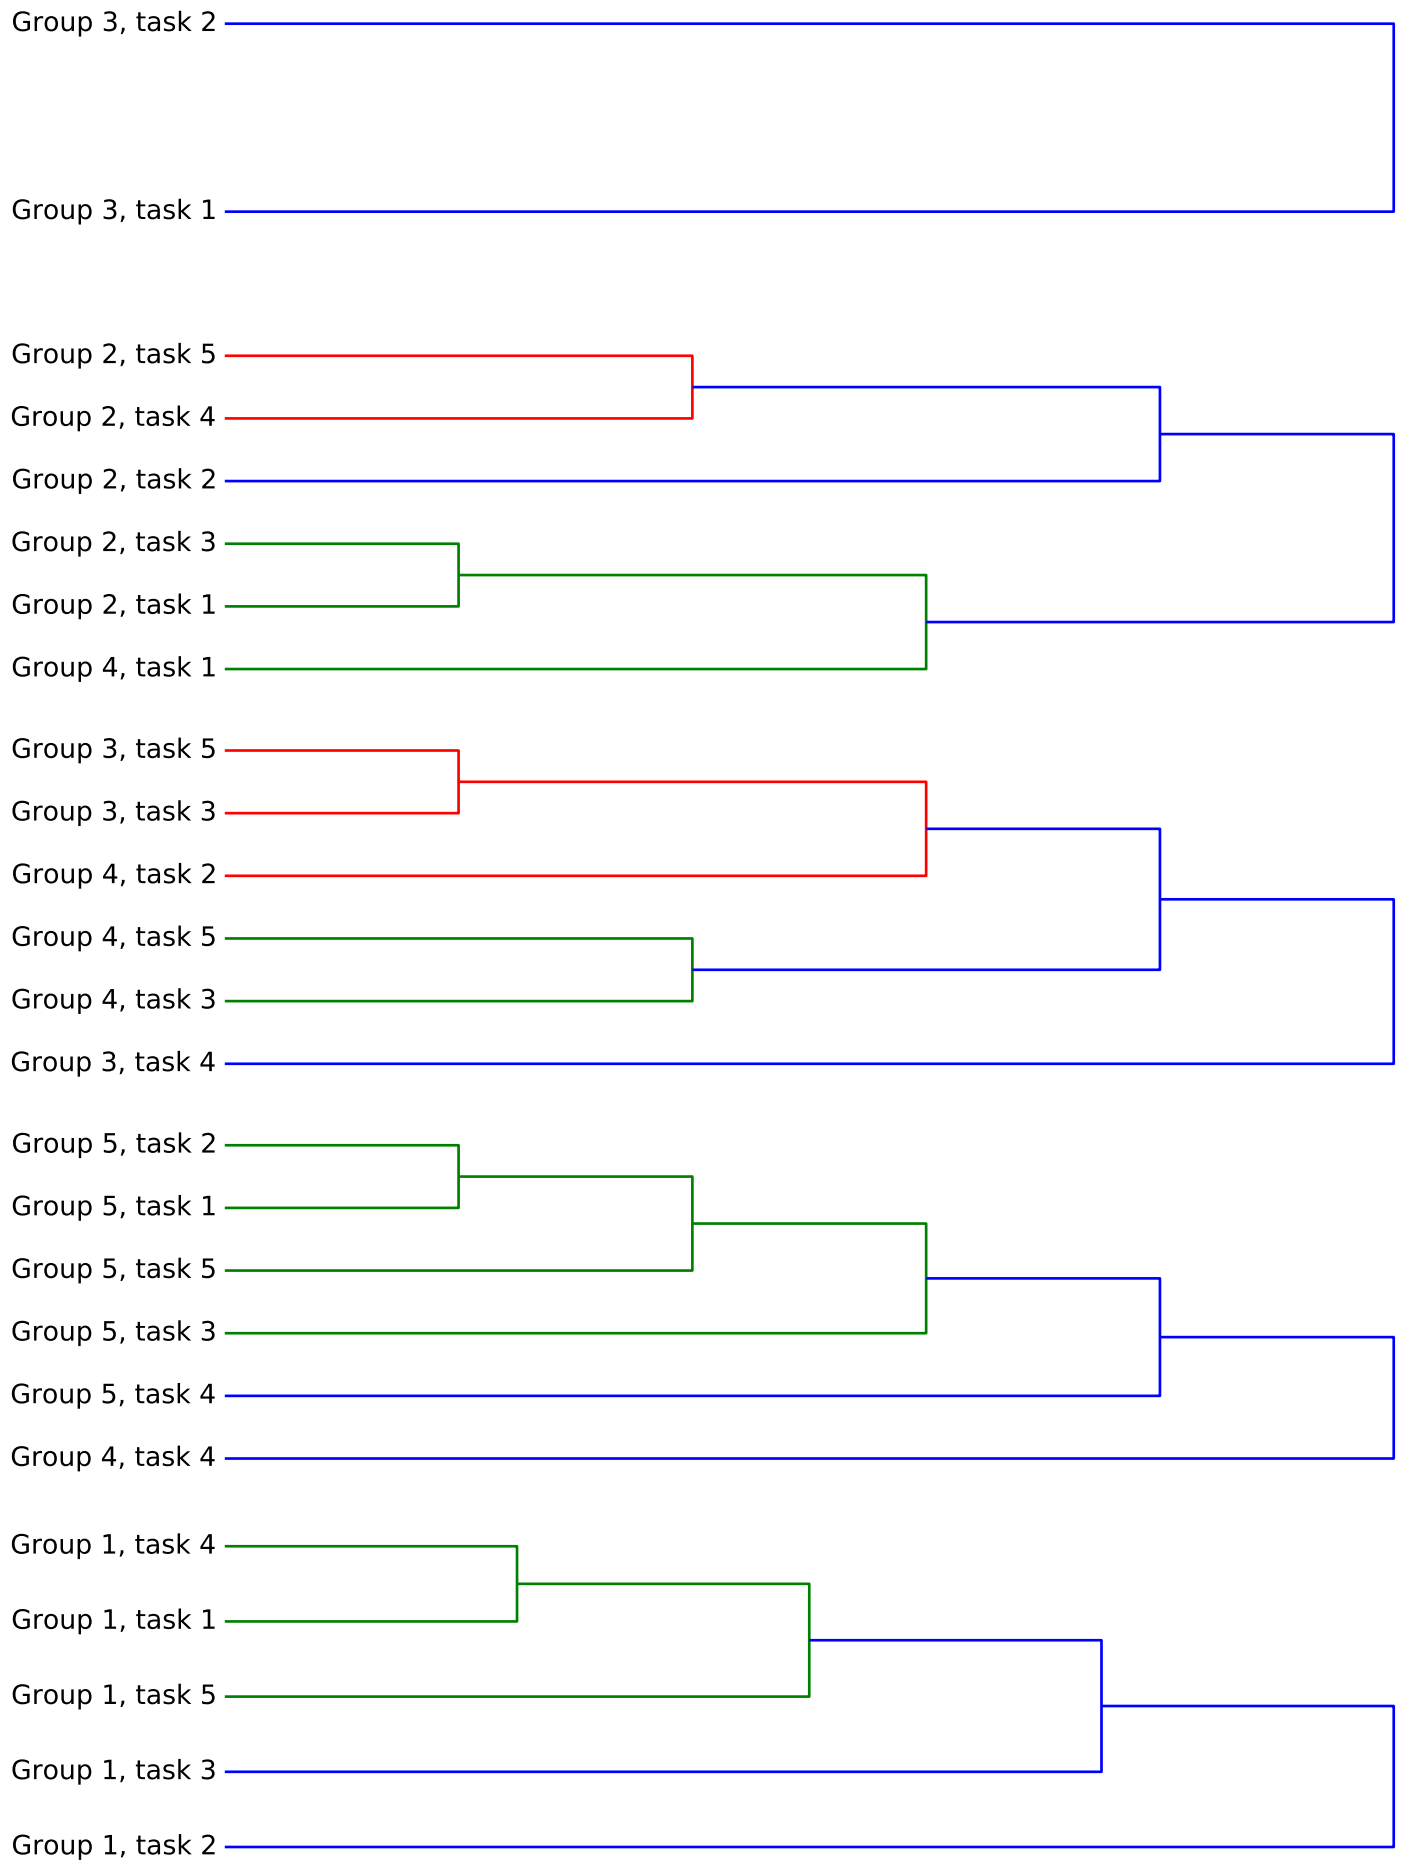 Group 3, task 2
Group 3, task 1
Group 2, task 5
Group 2, task 4
Group 2, task 2
Group 2, task 3
Group 2, task 1
Group 4, task 1
Group 3, task 5
Group 3, task 3
Group 4, task 2
Group 4, task 5
Group 4, task 3
Group 3, task 4
Group 5, task 2
Group 5, task 1
Group 5, task 5
Group 5, task 3
Group 5, task 4
Group 4, task 4
Group 1, task 4
Group 1, task 1
Group 1, task 5
Group 1, task 3
Group 1, task 2